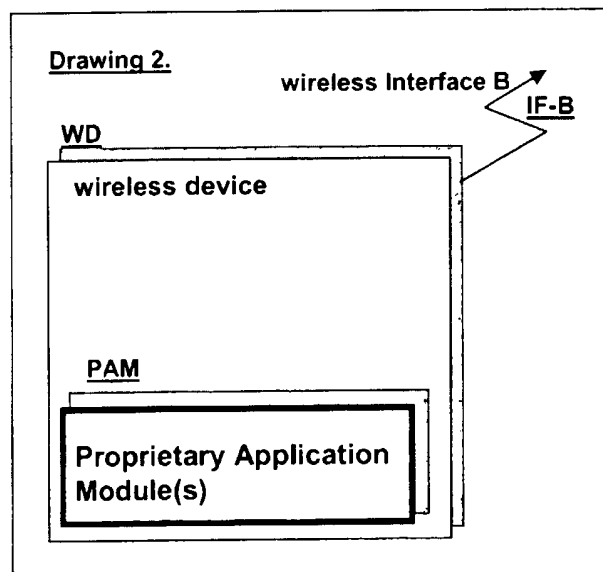 Drawing 2.
wireless Interface B
IF-B
WD
wireless device
PAM
Proprietary Application
Module(s)